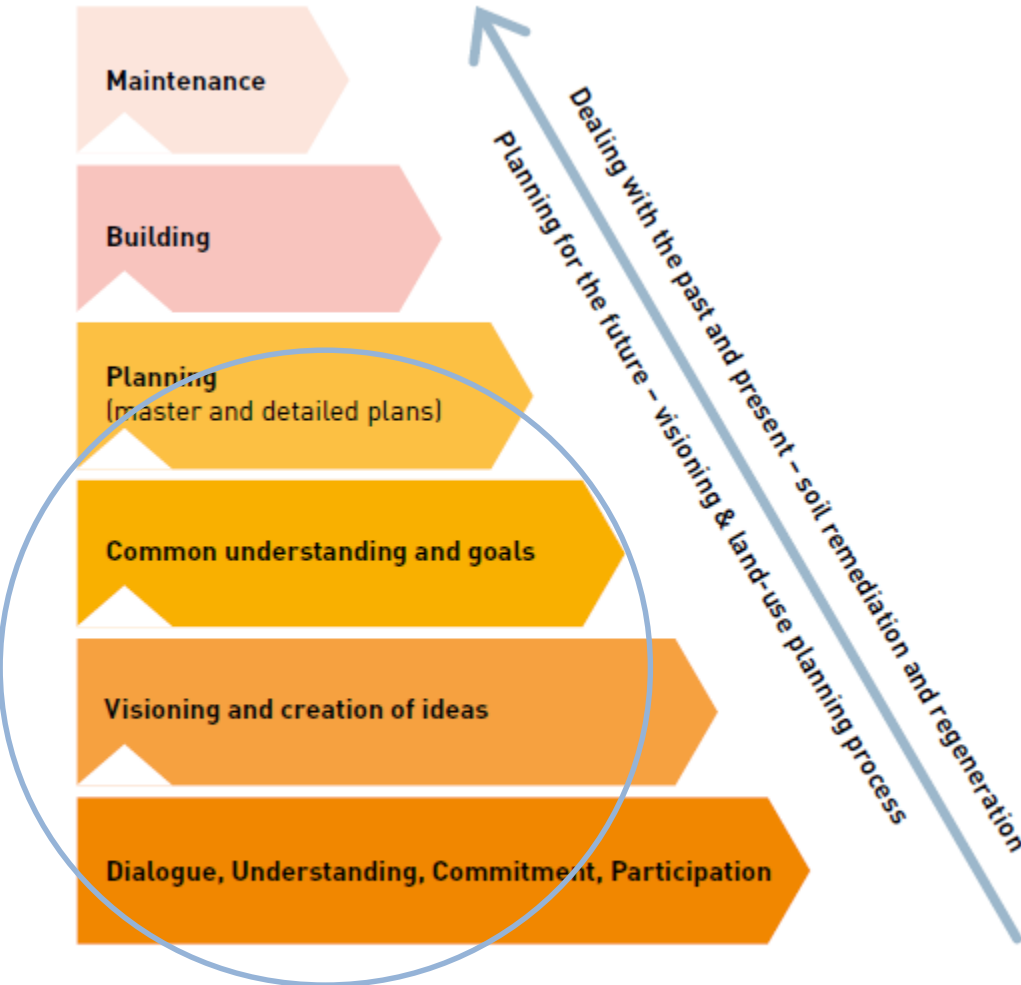 Maintenance
Building
Planning
(master and detailed plans)
Common understanding and goals
Visioning and creation of ideas
Dialogue, Understanding, Commitment, Participation
Planning for the future – visioning & land-use planning process
Dealing with the past and present – soil remediation and regeneration